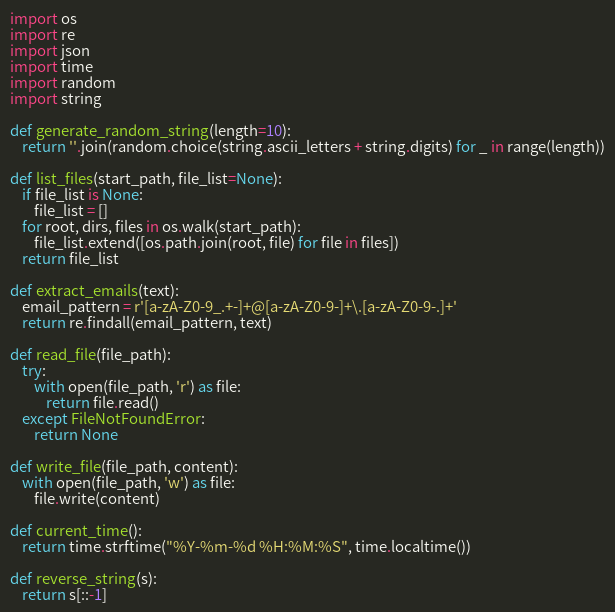 import os
import re
import json
import time
import random
import string

def generate_random_string(length=10):
    return ''.join(random.choice(string.ascii_letters + string.digits) for _ in range(length))

def list_files(start_path, file_list=None):
    if file_list is None:
        file_list = []
    for root, dirs, files in os.walk(start_path):
        file_list.extend([os.path.join(root, file) for file in files])
    return file_list

def extract_emails(text):
    email_pattern = r'[a-zA-Z0-9_.+-]+@[a-zA-Z0-9-]+\.[a-zA-Z0-9-.]+'
    return re.findall(email_pattern, text)

def read_file(file_path):
    try:
        with open(file_path, 'r') as file:
            return file.read()
    except FileNotFoundError:
        return None

def write_file(file_path, content):
    with open(file_path, 'w') as file:
        file.write(content)

def current_time():
    return time.strftime("%Y-%m-%d %H:%M:%S", time.localtime())

def reverse_string(s):
    return s[::-1]